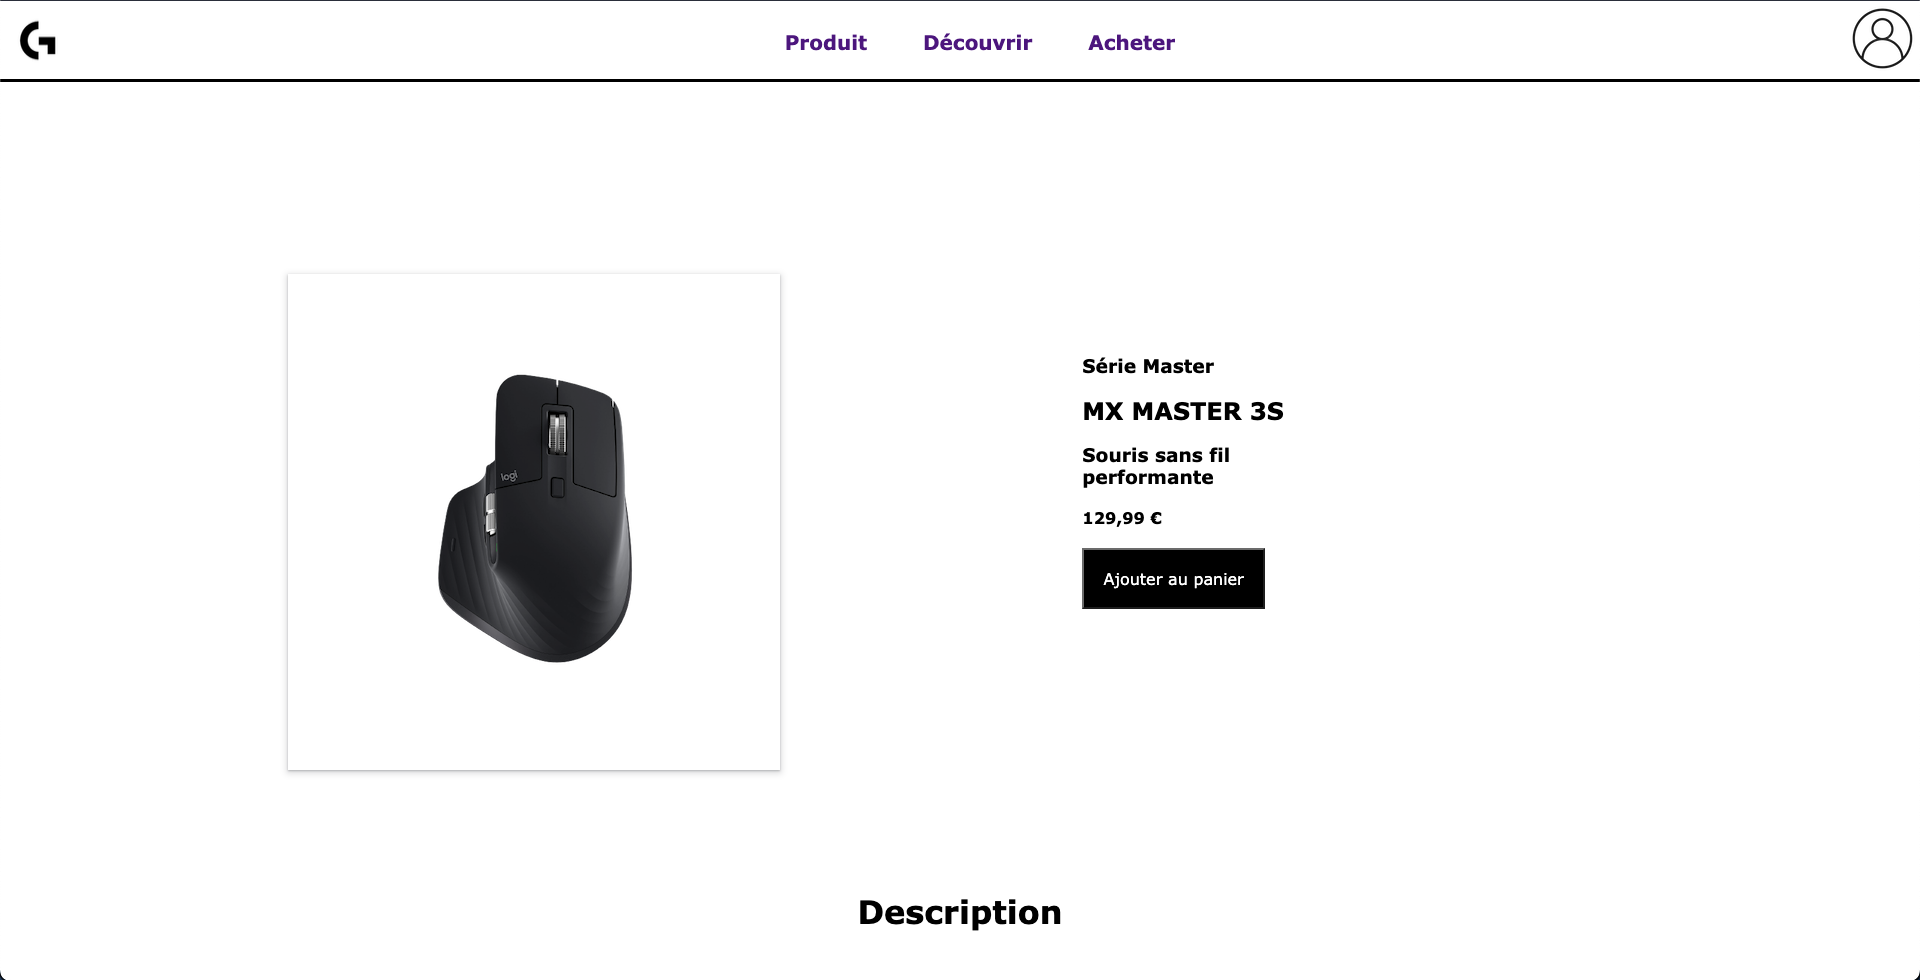 Produit
Découvrir
Acheter
logi
Série Master
MX MASTER 3S
Souris sans fil
performante
129,99 €
Ajouter au panier
Description